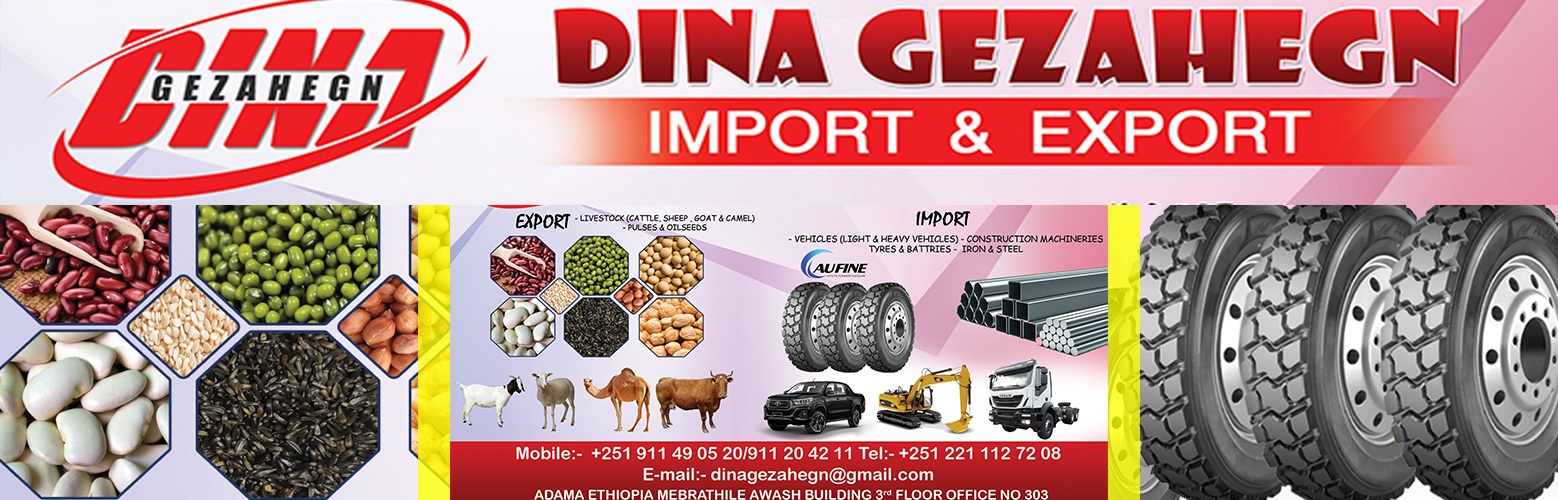 DINA
GEZAHEGN
DINA GEZAHEGN
IMPORT & EXPORT
EXPORT - LIVESTOCK (CATTLE, SHEEP , GOAT & CAMEL)
- PULSES & OILSEEDS
IMPORT
- VEHICLES (LIGHT & HEAVY VEHICLES) - CONSTRUCTION MACHINERIES
TYRES & BATTRIES - IRON & STEEL
AUFINE
Mobile:- +251 911 49 05 20/911 20 42 11 Tel:- +251 221 112 72 08
E-mail:- dinagezahegn@gmail.com
ADAMA ETHIOPIA MEBRATHILE AWASH BUILDING 3rd FLOOR OFFICE NO 303